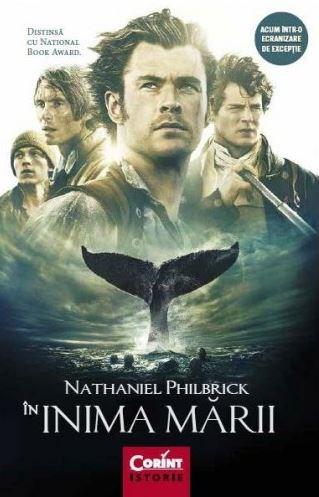 DISTINSĂ
CU NATIONAL
BOOK AWARD.
ACUM ÎNTR-O
ECRANIZARE
DE EXCEPȚIE
NATHANIEL PHILBRICK
ÎN INIMA MĂRII
CORINT
ISTORIE